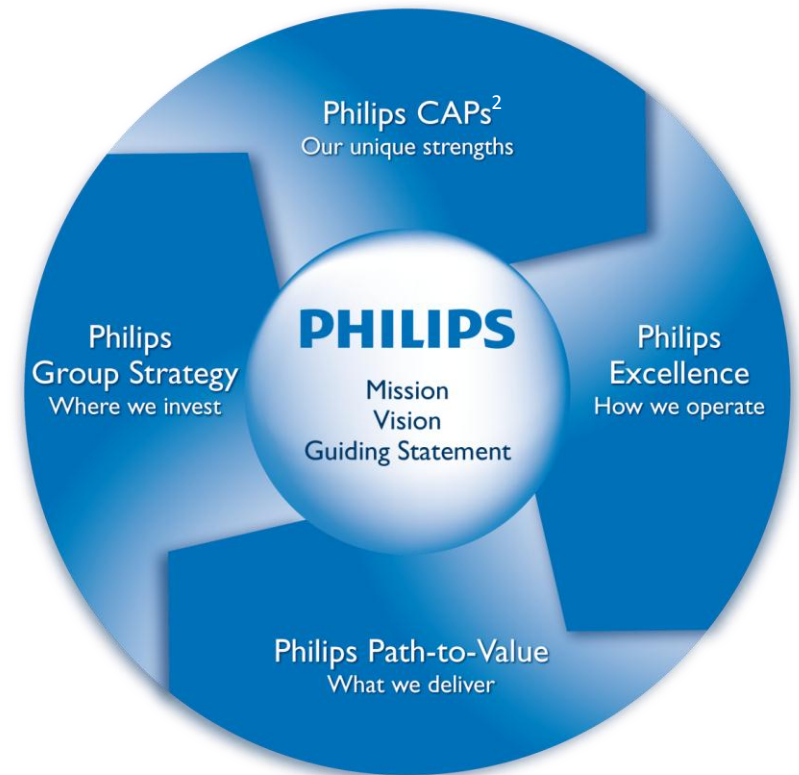 Philips CAPs²
Our unique strengths
Philips
Group Strategy
Where we invest
PHILIPS
Mission
Vision
Guiding Statement
Philips
Excellence
How we operate
Philips Path-to-Value
What we deliver